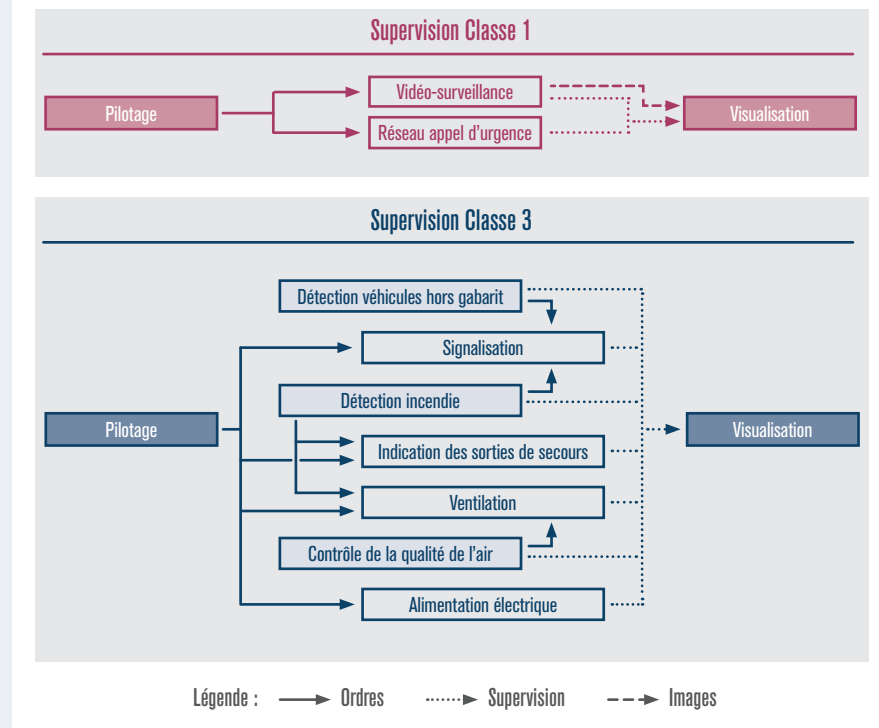 Supervision Classe 1
Vidéo-surveillance
Pilotage
Visualisation
Réseau appel d'urgence
Supervision Classe 3
Détection véhicules hors gabarit
Signalisation
Détection incendie
Pilotage
Visualisation
Indication des sorties de secours
Ventilation
Contrôle de la qualité de l'air
Alimentation électrique
Légende : Ordres Supervision Images